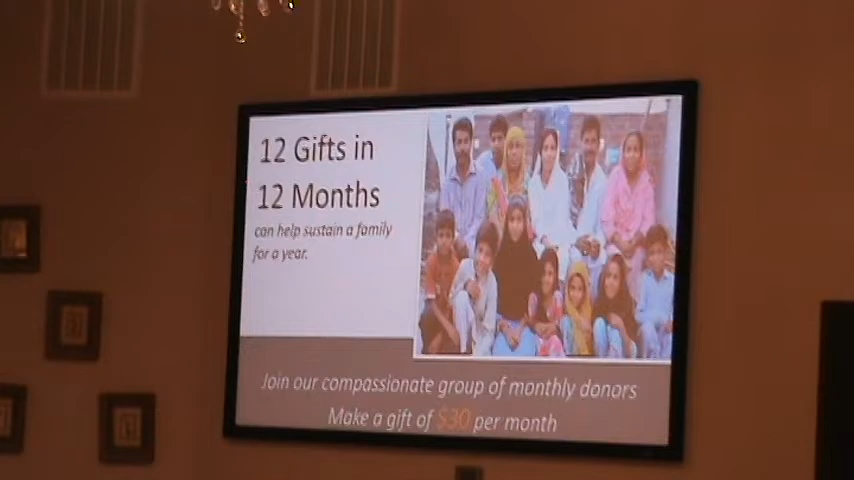 12 Gifts in
12 Months
can help sustain a family
for a year.
Join our compassionate group of monthly donors
Make a gift of $30 per month